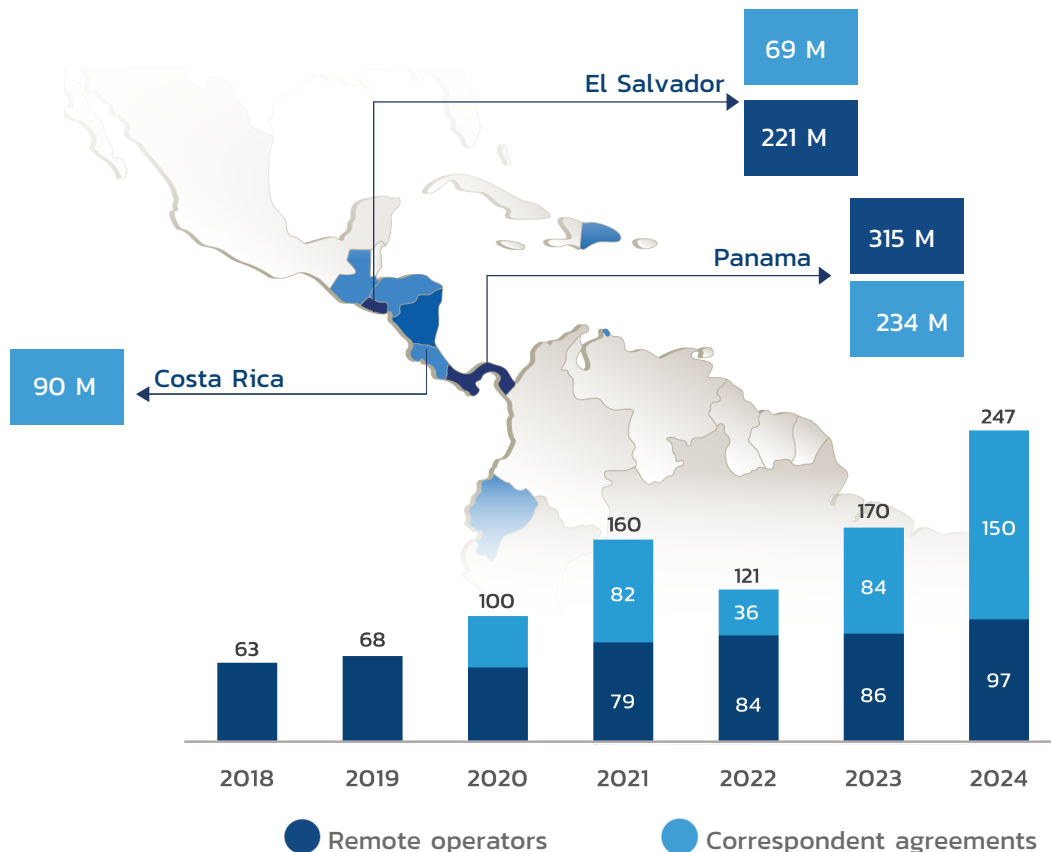 69 M
El Salvador
221 M
315 M
Panama
234 M
90 M
Costa Rica
247
170
160
150
121
100
82
84
36
68
63
97
86
79
84
2018 2019 2020 2021 2022 2023 2024
Remote operators Correspondent agreements